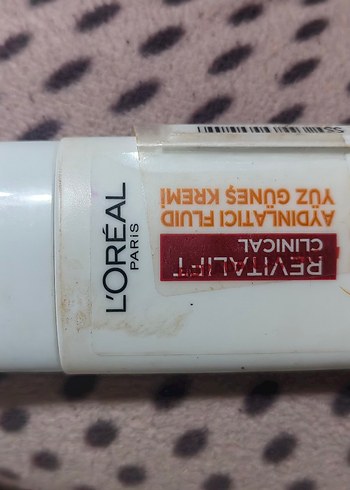 L'ORÉAL
PARIS
REVITALIFT
CLINICAL
AYDINLATICI FLUID
YÜZ GÜNEŞ KREMİ